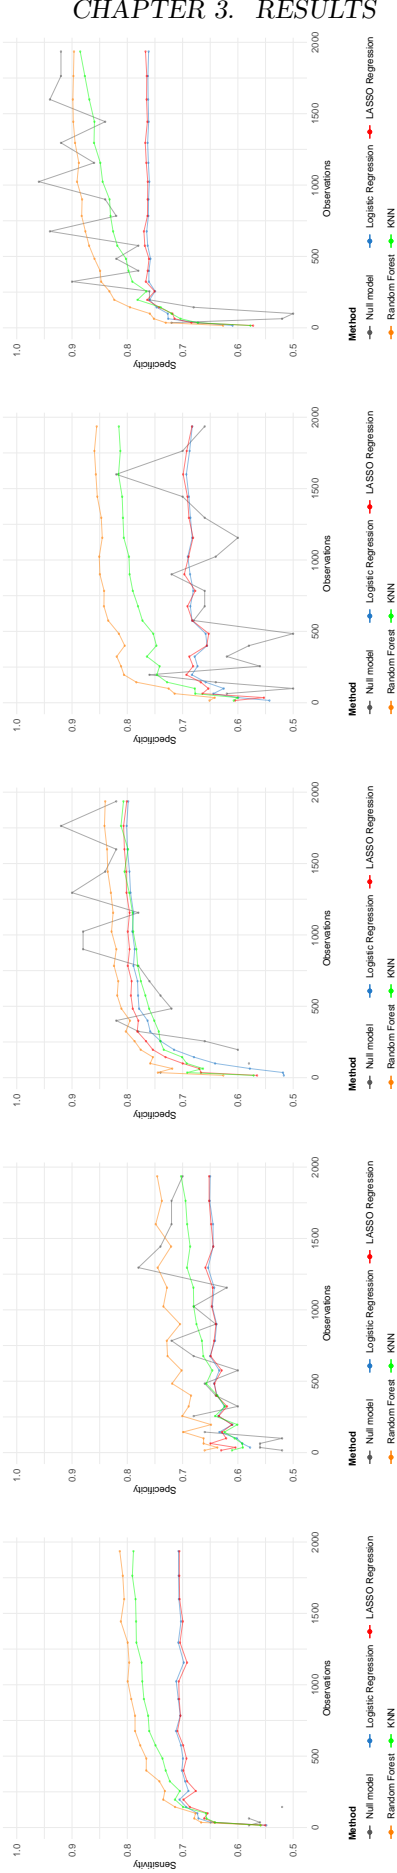 CHAPTER 3. RESULTS
1.0
0.9
0.8
0.7
0.6
0.5
Specificity
0 500 1000 1500 2000
Observations
Method
Null model Logistic Regression LASSO Regression
Random Forest KNN
1.0
0.9
0.8
0.7
0.6
0.5
Specificity
0 500 1000 1500 2000
Observations
Method
Null model Logistic Regression LASSO Regression
Random Forest KNN
1.0
0.9
0.8
0.7
0.6
0.5
Specificity
0 500 1000 1500 2000
Observations
Method
Null model Logistic Regression LASSO Regression
Random Forest KNN
1.0
0.9
0.8
0.7
0.6
0.5
Specificity
0 500 1000 1500 2000
Observations
Method
Null model Logistic Regression LASSO Regression
Random Forest KNN
1.0
0.9
0.8
0.7
0.6
0.5
Sensitivity
0 500 1000 1500 2000
Observations
Method
Null model Logistic Regression LASSO Regression
Random Forest KNN